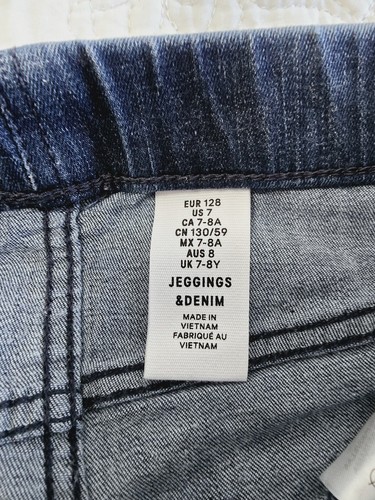 EUR 128
US 7
CA 7-8A
CN 130/59
MX 7-8A
AUS 8
UK 7-8Y
JEGGINGS
&DENIM
MADE IN
VIETNAM
FABRIQUÉ AU
VIETNAM